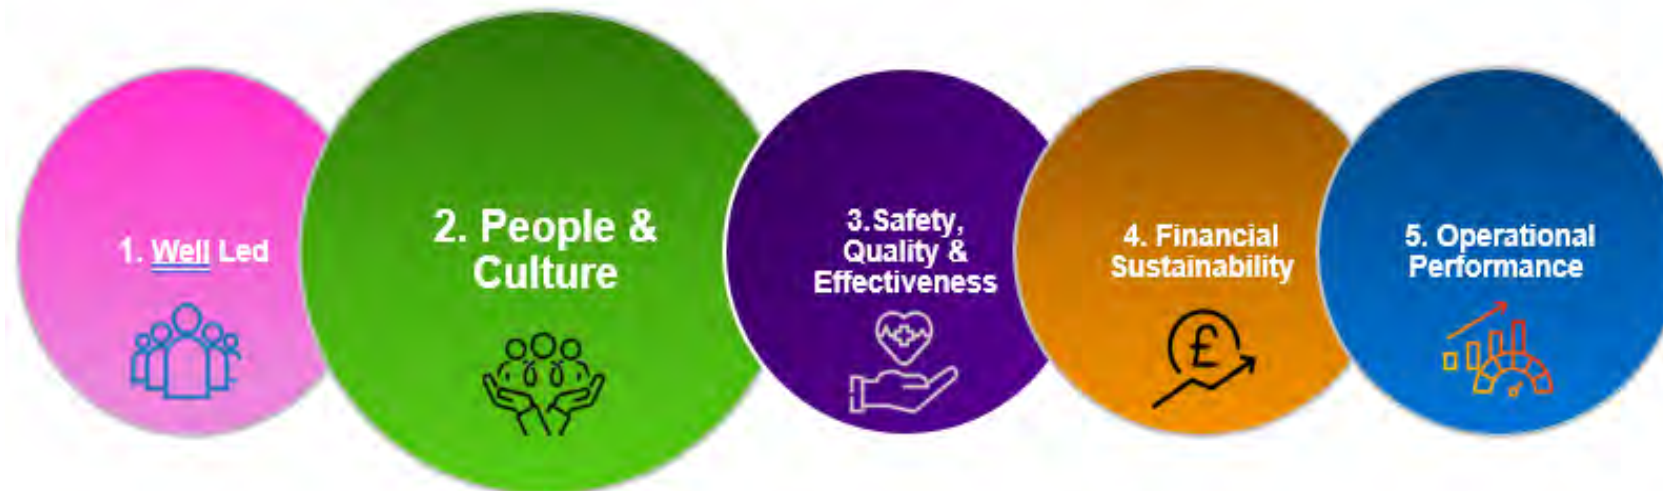 1. Well Led
2. People &
Culture
3.Safety,
Quality &
Effectiveness
4. Financial
Sustainability
£
5. Operational
Performance